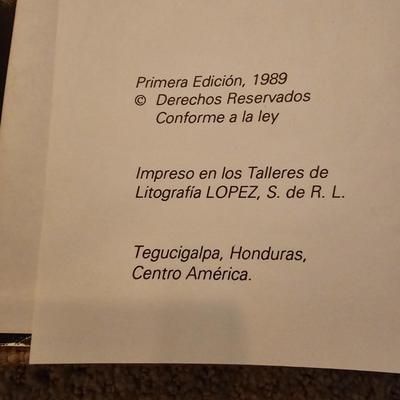 Primera Edición, 1989
© Derechos Reservados
Conforme a la ley
Impreso en los Talleres de
Litografía LOPEZ, S. de R. L.
Tegucigalpa, Honduras,
Centro América.